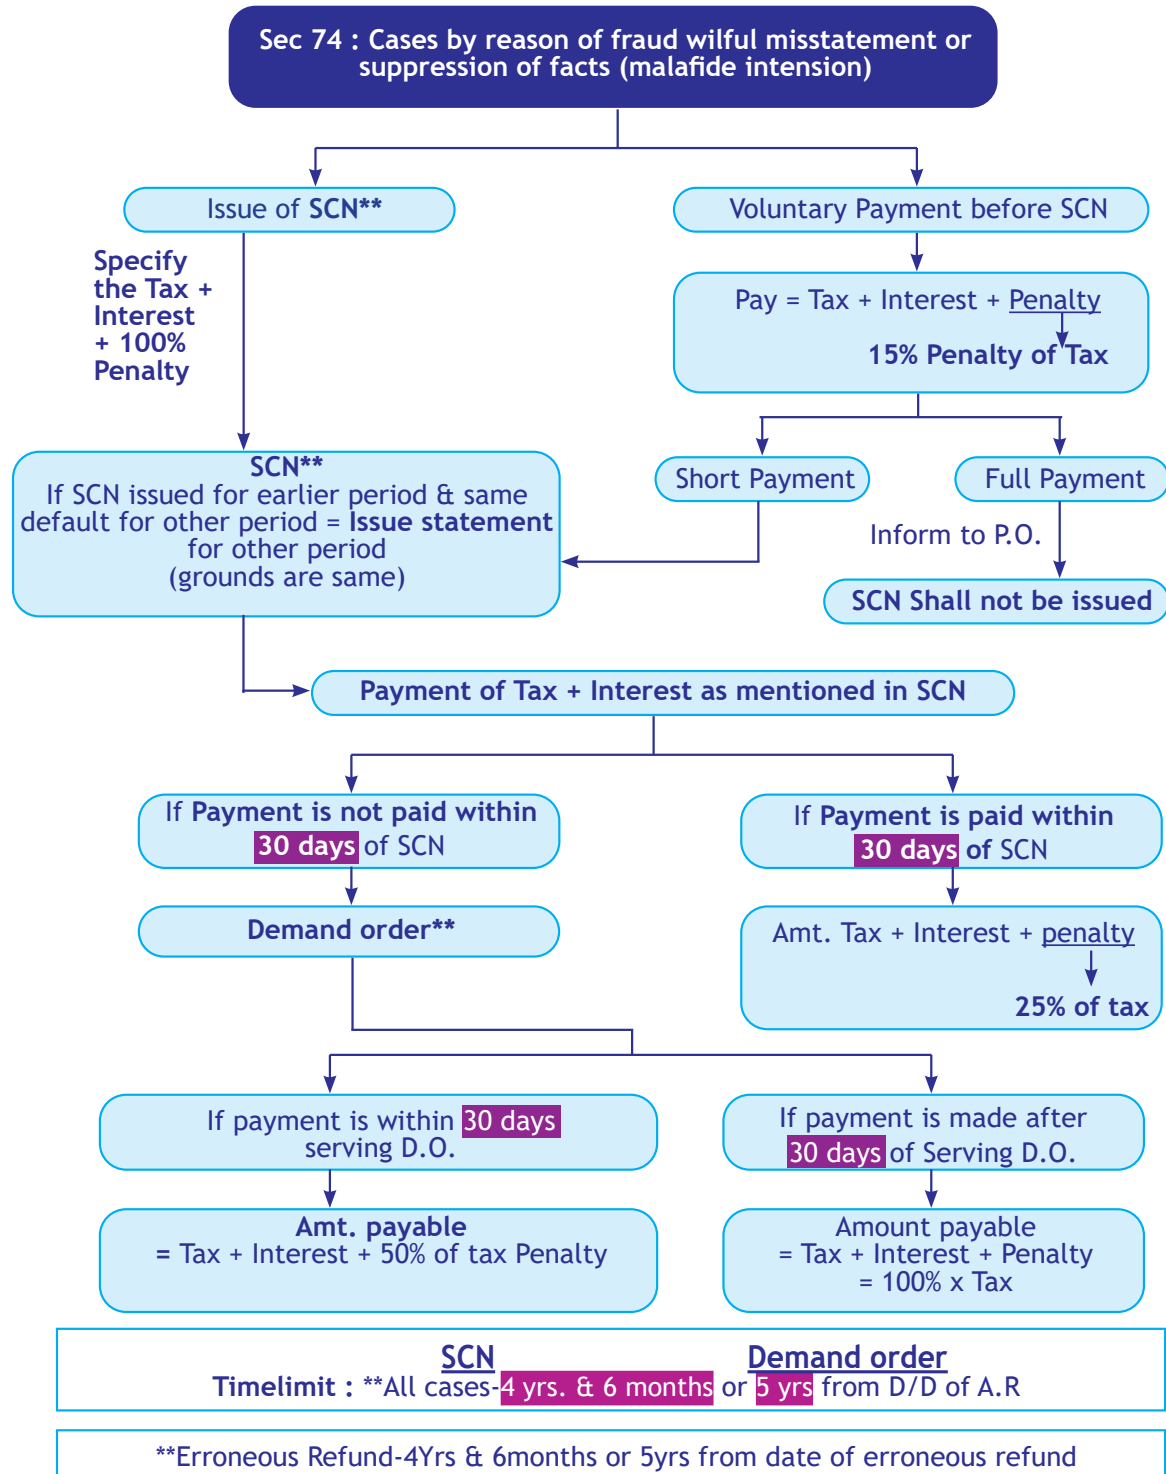 Sec 74 : Cases by reason of fraud wilful misstatement or
suppression of facts (malafide intension)
Issue of SCN**
Voluntary Payment before SCN
Specify
the Tax +
Interest
+ 100%
Penalty
Pay = Tax + Interest + Penalty
15% Penalty of Tax
Short Payment
Full Payment
SCN**
If SCN issued for earlier period & same
default for other period = Issue statement
for other period
(grounds are same)
Inform to P.O.
SCN Shall not be issued
Payment of Tax + Interest as mentioned in SCN
If Payment is not paid within
30 days of SCN
If Payment is paid within
30 days of SCN
Demand order**
Amt. Tax + Interest + penalty
25% of tax
If payment is within 30 days
serving D.O.
If payment is made after
30 days of Serving D.O.
Amt. payable
= Tax + Interest + 50% of tax Penalty
Amount payable
= Tax + Interest + Penalty
= 100% x Tax
SCN Demand order
Timelimit : **All cases-4 yrs. & 6 months or 5 yrs from D/D of A.R
**Erroneous Refund-4Yrs & 6months or 5yrs from date of erroneous refund